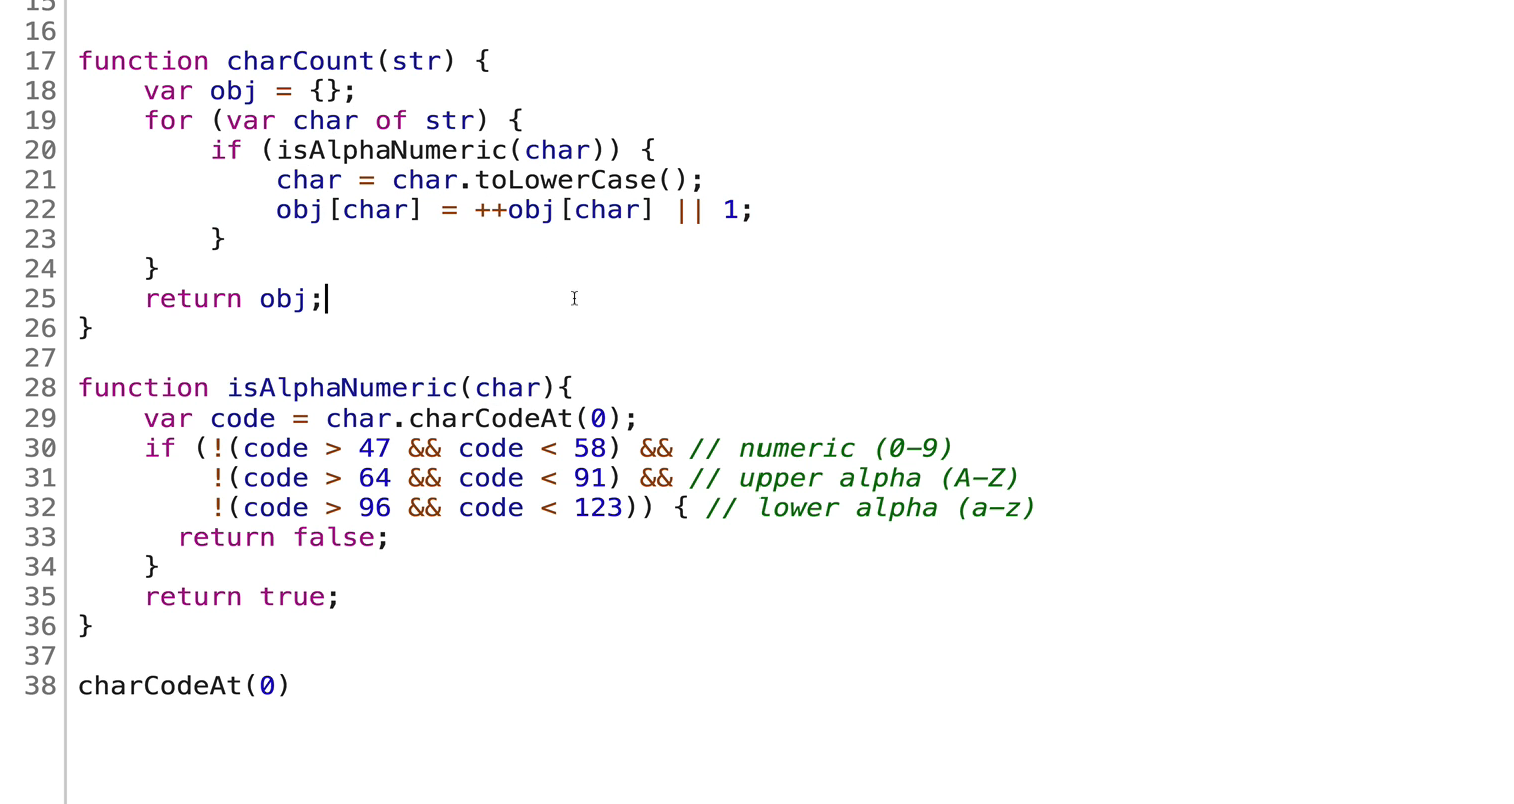 15
16
17 function charCount(str) {
18     var obj = {};
19     for (var char of str) {
20         if (isAlphaNumeric(char)) {
21             char = char.toLowerCase();
22             obj[char] = ++obj[char] || 1;
23         }
24     }
25     return obj;
26 }
27
28 function isAlphaNumeric(char){
29     var code = char.charCodeAt(0);
30     if (!(code > 47 && code < 58) && // numeric (0-9)
31         !(code > 64 && code < 91) && // upper alpha (A-Z)
32         !(code > 96 && code < 123)) { // lower alpha (a-z)
33       return false;
34     }
35     return true;
36 }
37
38 charCodeAt(0)